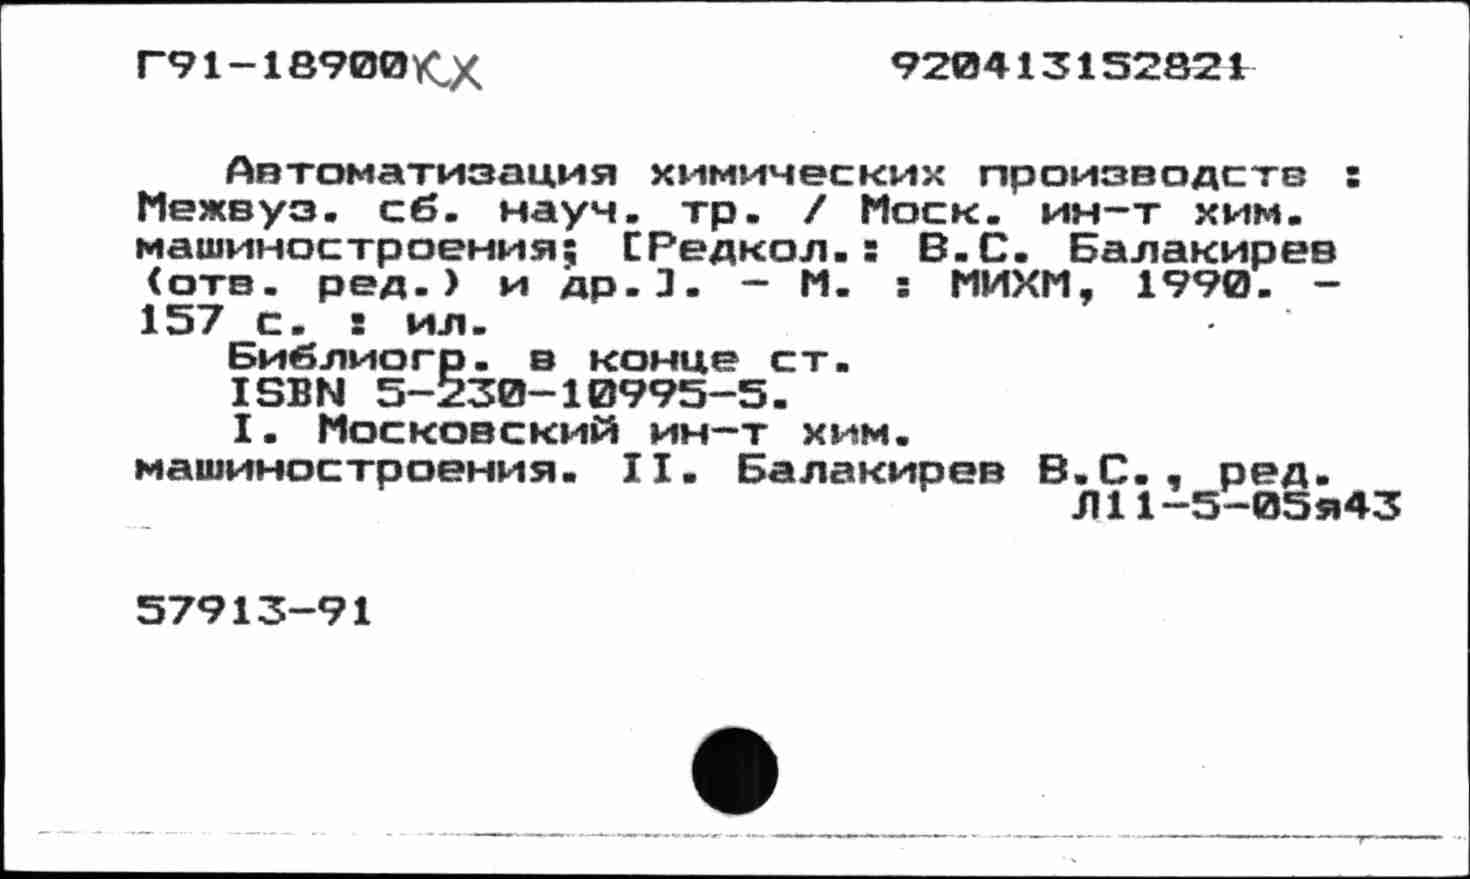 Г91-18900кх 920413152821
Автоматизация химических производств :
Межвуз. сб. науч. тр. / Моск. ин-т хим.
машиностроения; [Редкол.: В.С. Балакирев
(отв. ред.) и др.]. - М. : МИХМ, 1990. -
157 с. : ил.
Библиогр. в конце ст.
ISBN 5-230-10995-5.
I. Московский ин-т хим.
машиностроения. II. Балакирев В.С., ред.
Л11-5-05я43
57913-91